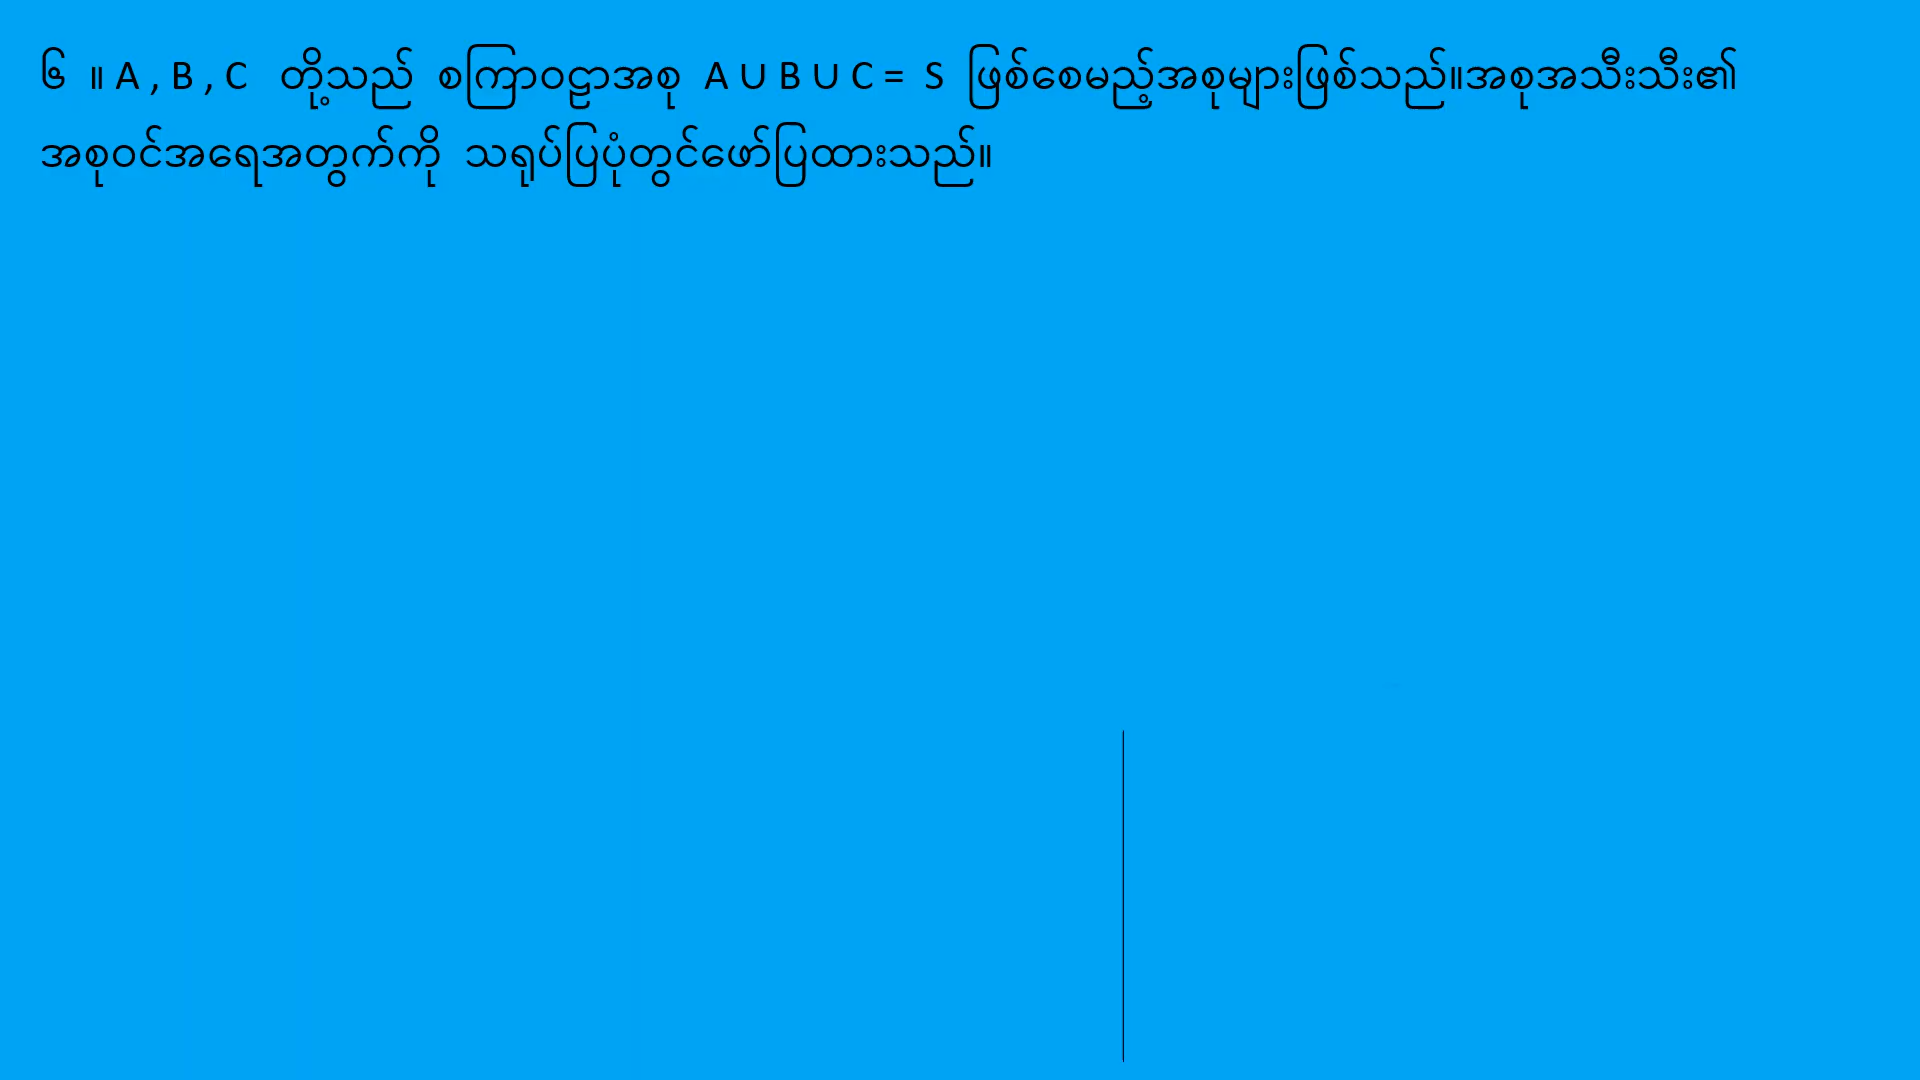 ၆ ။ A , B , C တို့သည် စကြာဝဠာအစု A ∪ B ∪ C = S ဖြစ်စေမည့်အစုများဖြစ်သည်။အစုအသီးသီး၏
အစုဝင်အရေအတွက်ကို သရုပ်ပြပုံတွင်ဖော်ပြထားသည်။